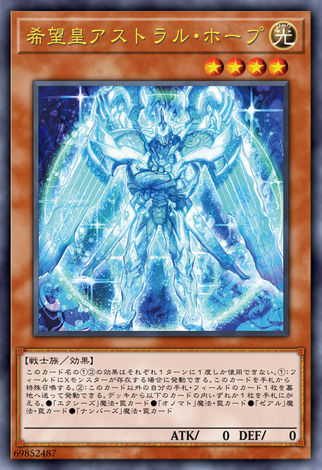 希望皇アストラル・ホープ
光
【戦士族/効果】
このカード名の①②の効果はそれぞれ1ターンに1度しか使用できない。①:フ
ィールドにXモンスターが存在する場合に発動できる。このカードを手札から
特殊召喚する。②:このカード以外の自分の手札・フィールドのカード1枚を墓
地へ送って発動できる。デッキから以下のカードの内いずれか1枚を手札に加
える。●「エクシーズ」魔法・罠カード●「オノマト」魔法・罠カード●「ゼアル」魔法
・罠カード●「ナンバーズ」魔法・罠カード
ATK/ 0 DEF/ 0
69852487